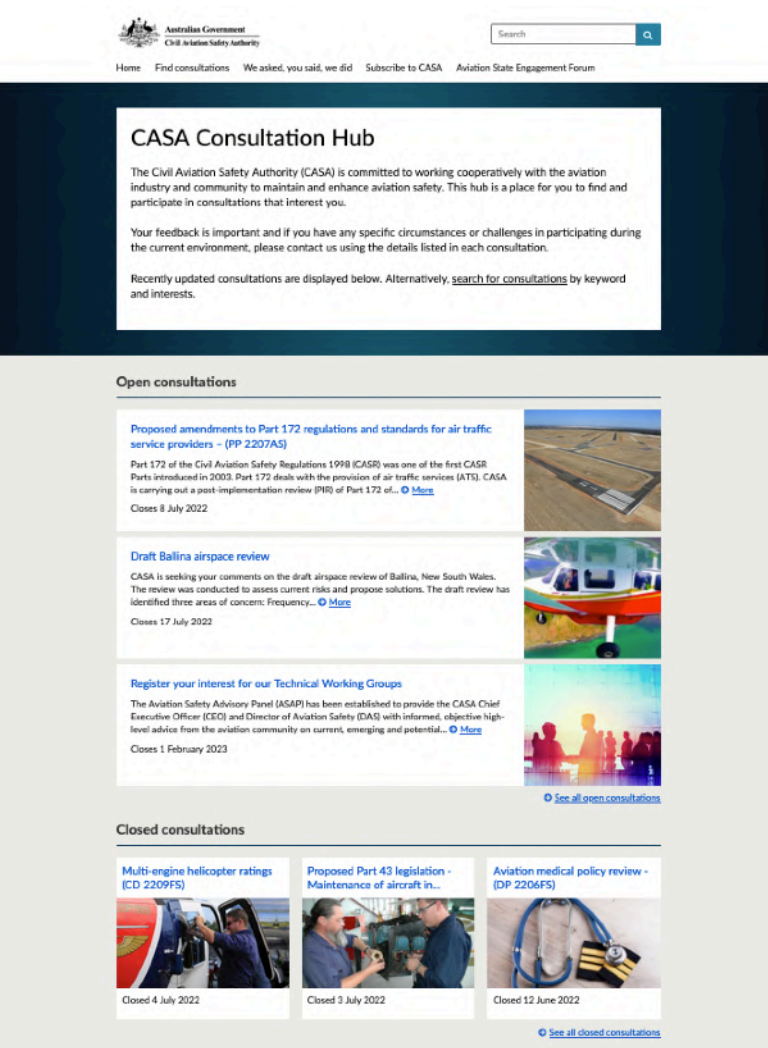 Australian Government
Civil Aviation Safety Authority
Search
Home Find consultations We asked, you said, we did Subscribe to CASA Aviation State Engagement Forum
CASA Consultation Hub
The Civil Aviation Safety Authority (CASA) is committed to working cooperatively with the aviation
industry and community to maintain and enhance aviation safety. This hub is a place for you to find and
participate in consultations that interest you.
Your feedback is important and if you have any specific circumstances or challenges in participating during
the current environment, please contact us using the details listed in each consultation.
Recently updated consultations are displayed below. Alternatively, search for consultations by keyword
and interests.
Open consultations
Proposed amendments to Part 172 regulations and standards for air traffic
service providers – (PP 2207AS)
Part 172 of the Civil Aviation Safety Regulations 1998 (CASR) was one of the first CASR
Parts introduced in 2003. Part 172 deals with the provision of air traffic services (ATS). CASA
is carrying out a post-implementation review (PIR) of Part 172 of... More
Closes 8 July 2022
Draft Ballina airspace review
CASA is seeking your comments on the draft airspace review of Ballina, New South Wales.
The review was conducted to assess current risks and propose solutions. The draft review has
identified three areas of concern: Frequency... More
Closes 17 July 2022
Register your interest for our Technical Working Groups
The Aviation Safety Advisory Panel (ASAP) has been established to provide the CASA Chief
Executive Officer (CEO) and Director of Aviation Safety (DAS) with informed, objective high-
level advice from the aviation community on current, emerging and potential... More
Closes 1 February 2023
See all open consultations
Closed consultations
Multi-engine helicopter ratings
(CD 2209FS)
Closed 4 July 2022
Proposed Part 43 legislation -
Maintenance of aircraft in...
Closed 3 July 2022
Aviation medical policy review -
(DP 2206FS)
Closed 12 June 2022
See all closed consultations